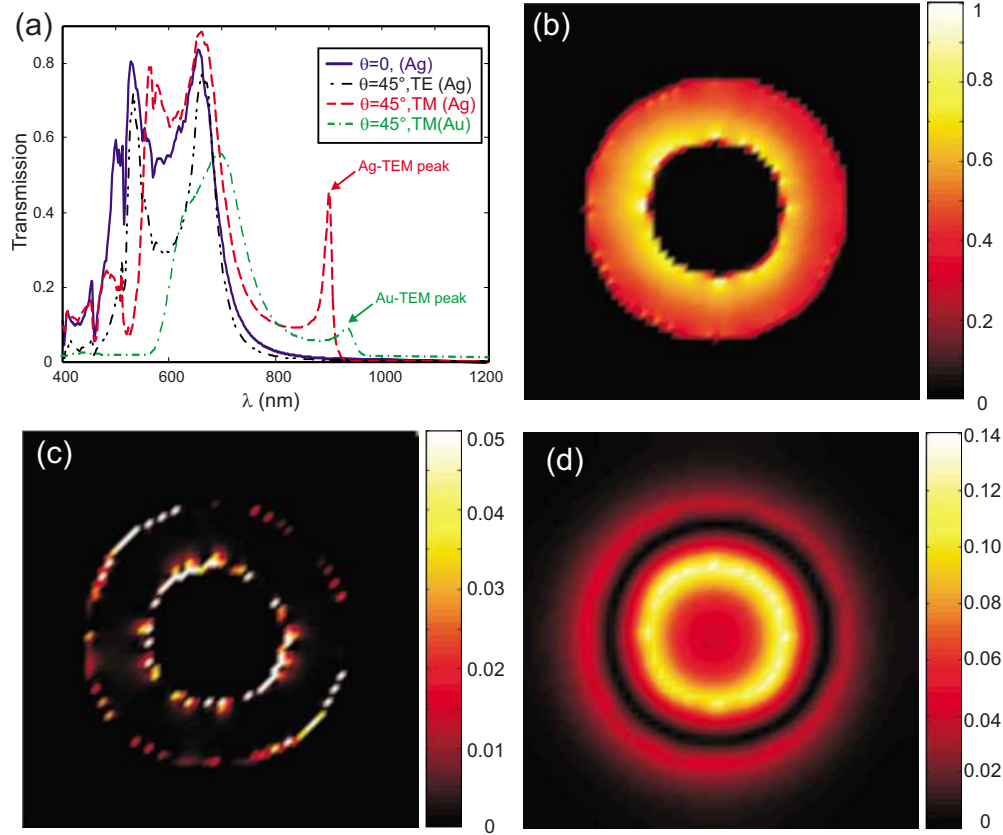 (a)
Transmission
0.8
0.6
0.4
0.2
0
400
600
800
1000
1200
λ (nm)
θ=0, (Ag)
θ=45°,TE (Ag)
θ=45°,TM (Ag)
θ=45°,TM(Au)
Ag-TEM peak
Au-TEM peak
(b)
1
0.8
0.6
0.4
0.2
0
(c)
0.05
0.04
0.03
0.02
0.01
0
(d)
0.14
0.12
0.10
0.08
0.06
0.04
0.02
0